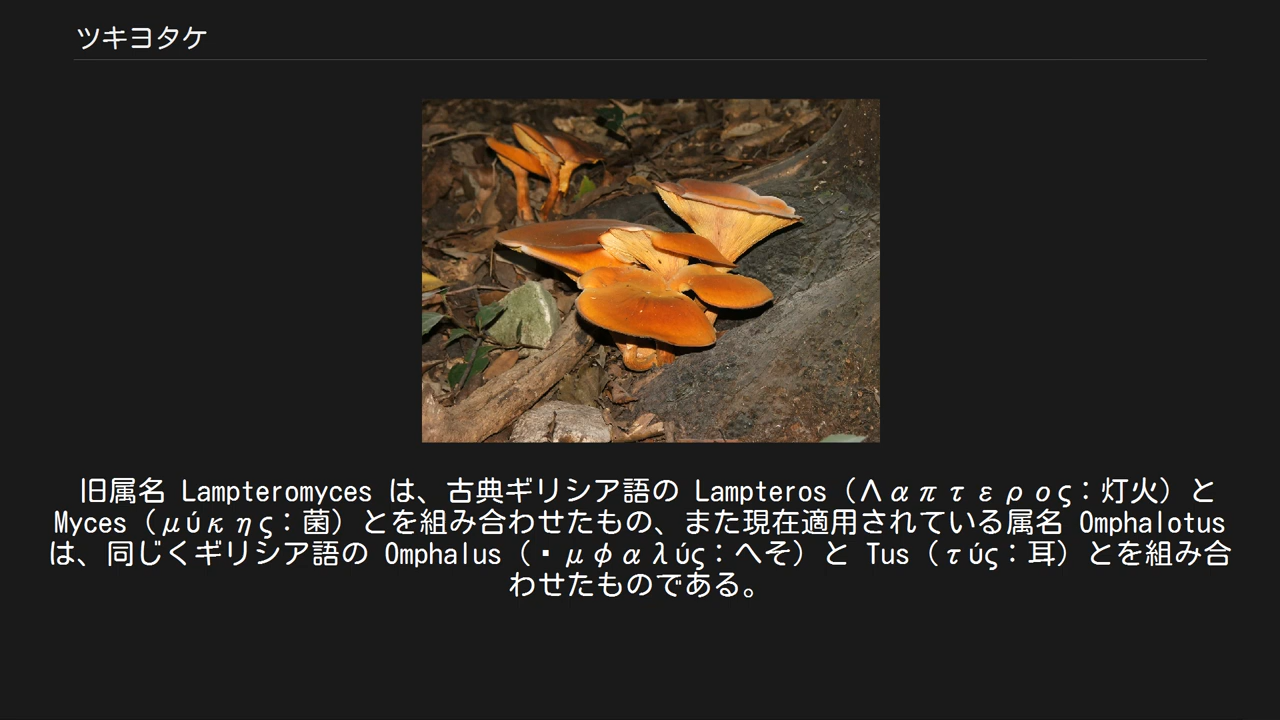 ツキヨタケ
旧属名 Lampteromyces は、古典ギリシア語の Lampteros（Λαπτερος：灯火）と
Myces（μύκης：菌）とを組み合わせたもの、また現在適用されている属名 Omphalotus
は、同じくギリシア語の Omphalus（・μφαλύς：へそ）と Tus（τύς：耳）とを組み合
わせたものである。